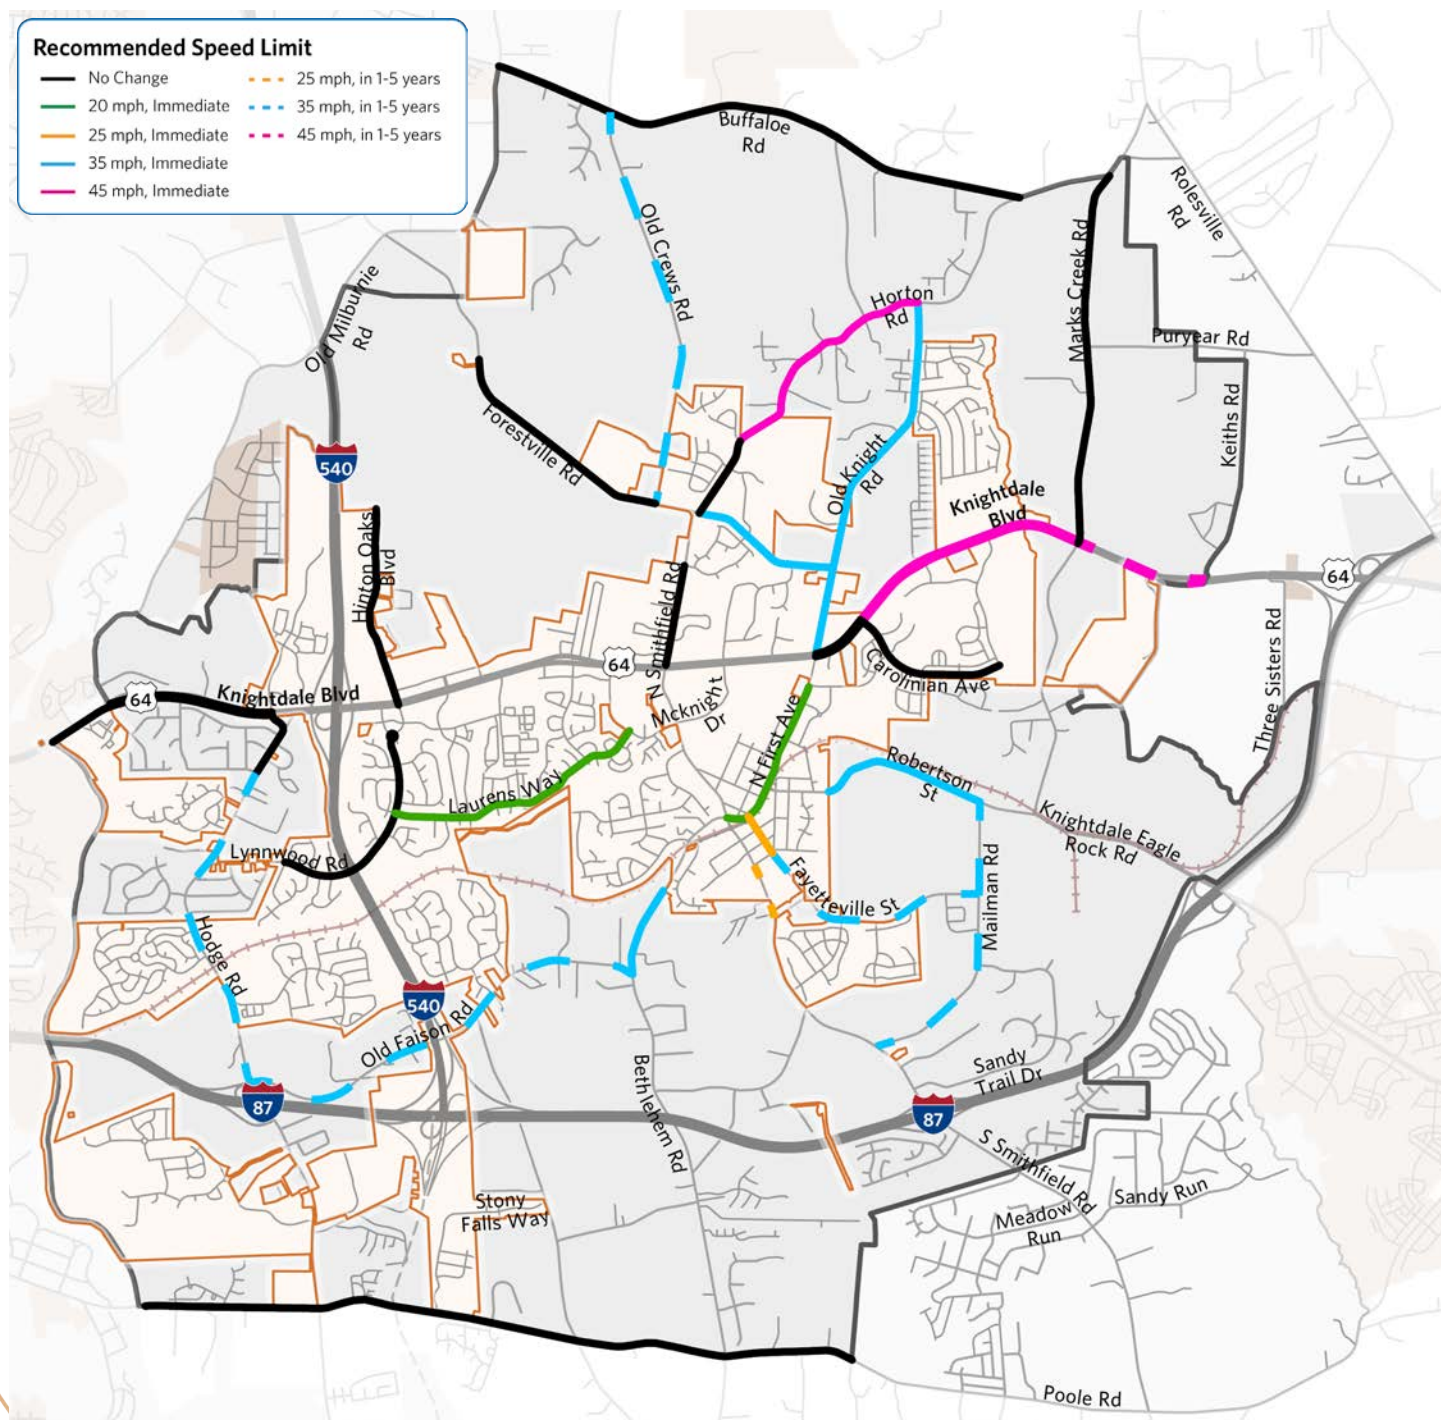 Recommended Speed Limit
No Change
20 mph, Immediate
25 mph, Immediate
35 mph, Immediate
45 mph, Immediate
25 mph, in 1-5 years
35 mph, in 1-5 years
45 mph, in 1-5 years
Buffaloe
Rd
Rolesville
Rd
Old Crews Rd
Marks Creek Rd
Old Milburnie
Rd
Horton
Rd
Puryear Rd
Keiths Rd
Forestville Rd
540
Old Knight
Rd
Knightdale
Blvd
Hinton Oaks
Blvd
64
N Smithfield Rd
64
Carolinian Ave
Three Sisters Rd
64
Knightdale Blvd
Mcknight
Dr
N First Ave
Robertson
St
Laurens Way
Knightdale Eagle
Rock Rd
Lynnwood Rd
Fayetteville St
Mailman Rd
Hodge Rd
540
Old Faison Rd
Bethlehem Rd
Sandy
Trail Dr
87
87
S Smithfield Rd
Stony
Falls Way
Sandy Run
Meadow
Run
Poole Rd